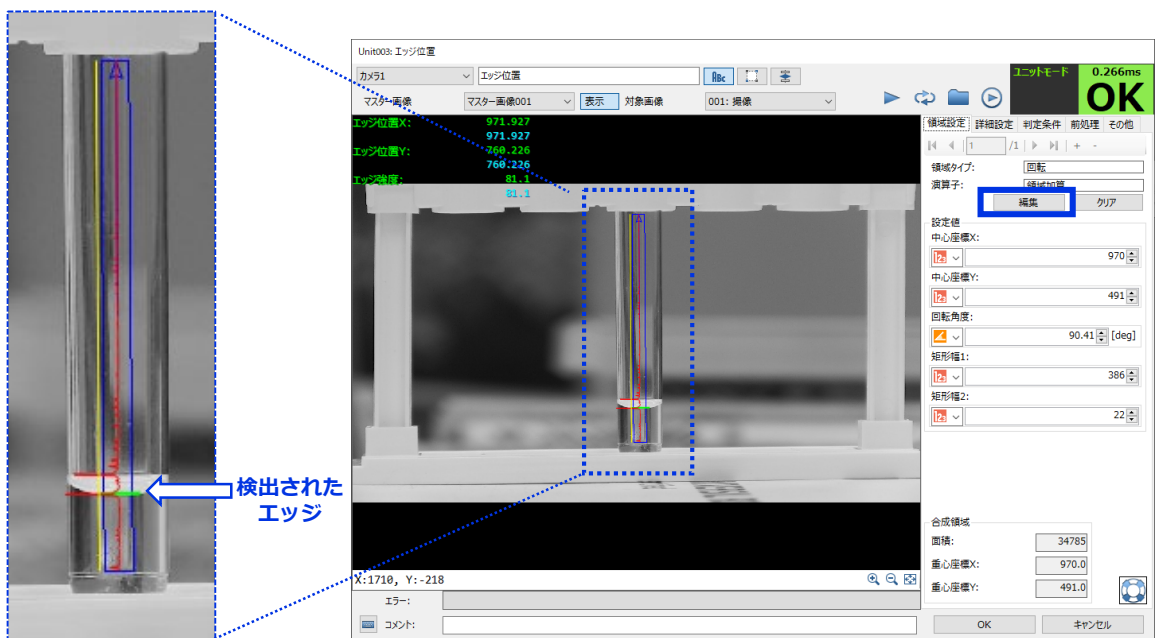 Unit003: エッジ位置
カメラ1
エッジ位置
ABC
ユニットモード
0.266ms
OK
マスター画像
マスター画像001
表示
対象画像
001: 撮像
エッジ位置X: 971.927
971.927
エッジ位置Y: 760.226
760.226
エッジ強度: 81.1
81.1
領域設定 詳細設定 判定条件 前処理 その他
1 /1 + -
領域タイプ: 回転
演算子: 領域加算
編集 クリア
設定値
中心座標X:
970
中心座標Y:
491
回転角度:
90.41 [deg]
矩形幅1:
386
矩形幅2:
22
検出された
エッジ
合成領域
面積: 34785
重心座標X: 970.0
重心座標Y: 491.0
X:1710, Y:-218
エラー:
コメント:
OK キャンセル